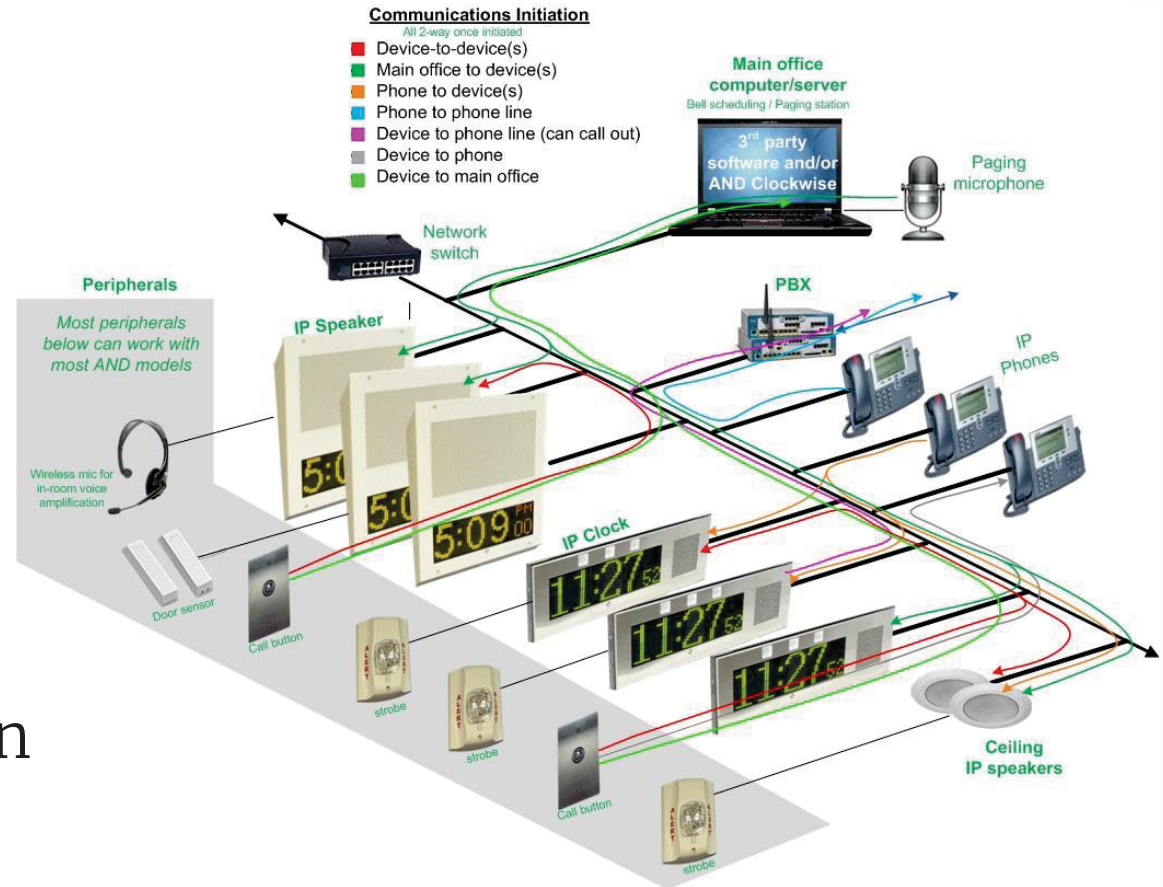 Communications Initiation
All 2-way once initiated
Device-to-device(s)
Main office to device(s)
Phone to device(s)
Phone to phone line
Device to phone line (can call out)
Device to phone
Device to main office
Main office
computer/server
Bell scheduling / Paging station
3rd party
software and/or
AND Clockwise
Paging
microphone
Network
switch
Peripherals
Most peripherals
below can work with
most AND models
IP Speaker
PBX
IP
Phones
Wireless mic for
in-room voice
amplification
5:0
5:0
5:09 PM
00
IP Clock
Door sensor
Call button
11:27 52
11:27 53
11:27 52
ALERT
strobe
ALERT
strobe
Call button
ALERT
strobe
Ceiling
IP speakers
n